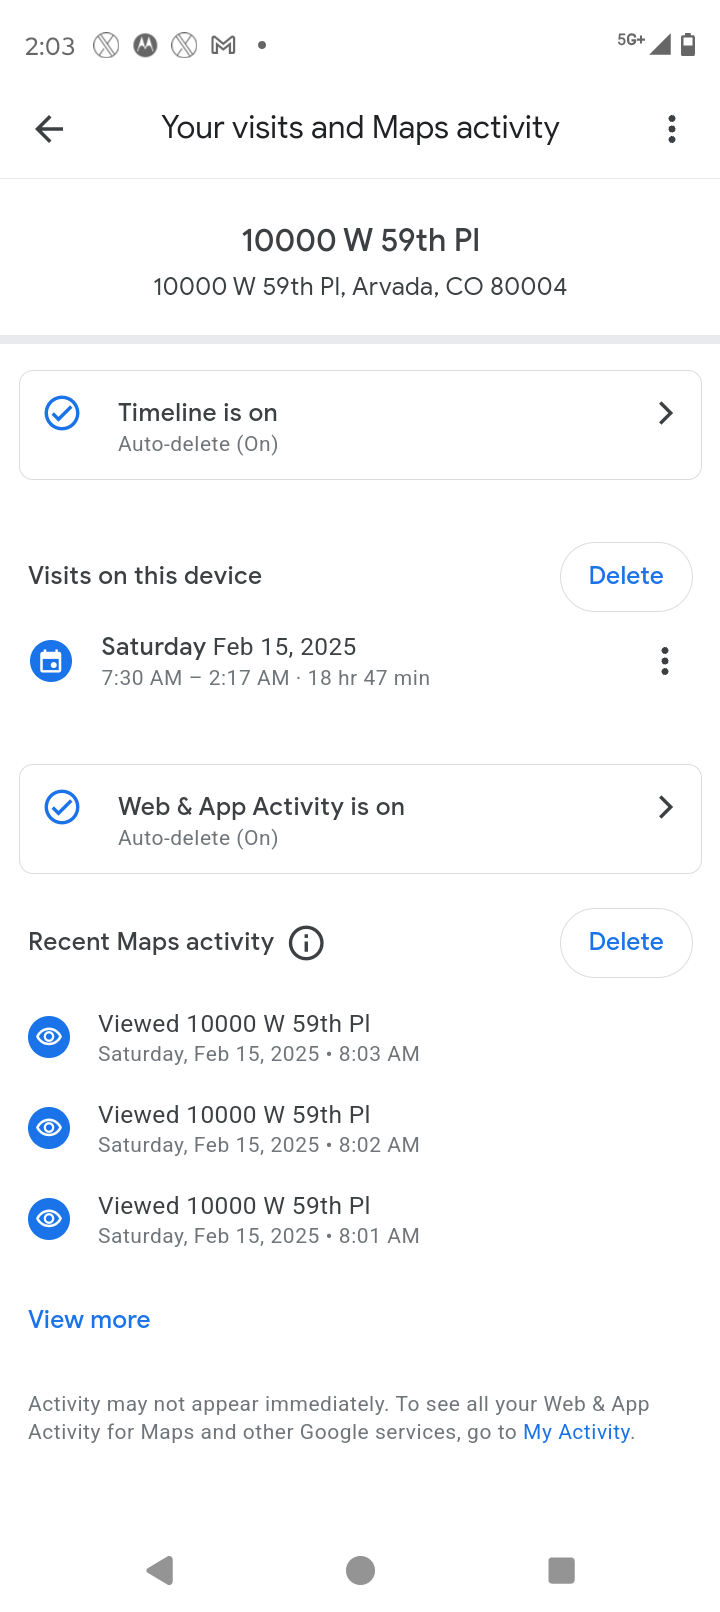 2:03
5G+
Your visits and Maps activity
10000 W 59th Pl
10000 W 59th Pl, Arvada, CO 80004
Timeline is on
Auto-delete (On)
Visits on this device
Delete
Saturday Feb 15, 2025
7:30 AM – 2:17 AM · 18 hr 47 min
Web & App Activity is on
Auto-delete (On)
Recent Maps activity
Delete
Viewed 10000 W 59th Pl
Saturday, Feb 15, 2025 • 8:03 AM
Viewed 10000 W 59th Pl
Saturday, Feb 15, 2025 • 8:02 AM
Viewed 10000 W 59th Pl
Saturday, Feb 15, 2025 • 8:01 AM
View more
Activity may not appear immediately. To see all your Web & App
Activity for Maps and other Google services, go to My Activity.